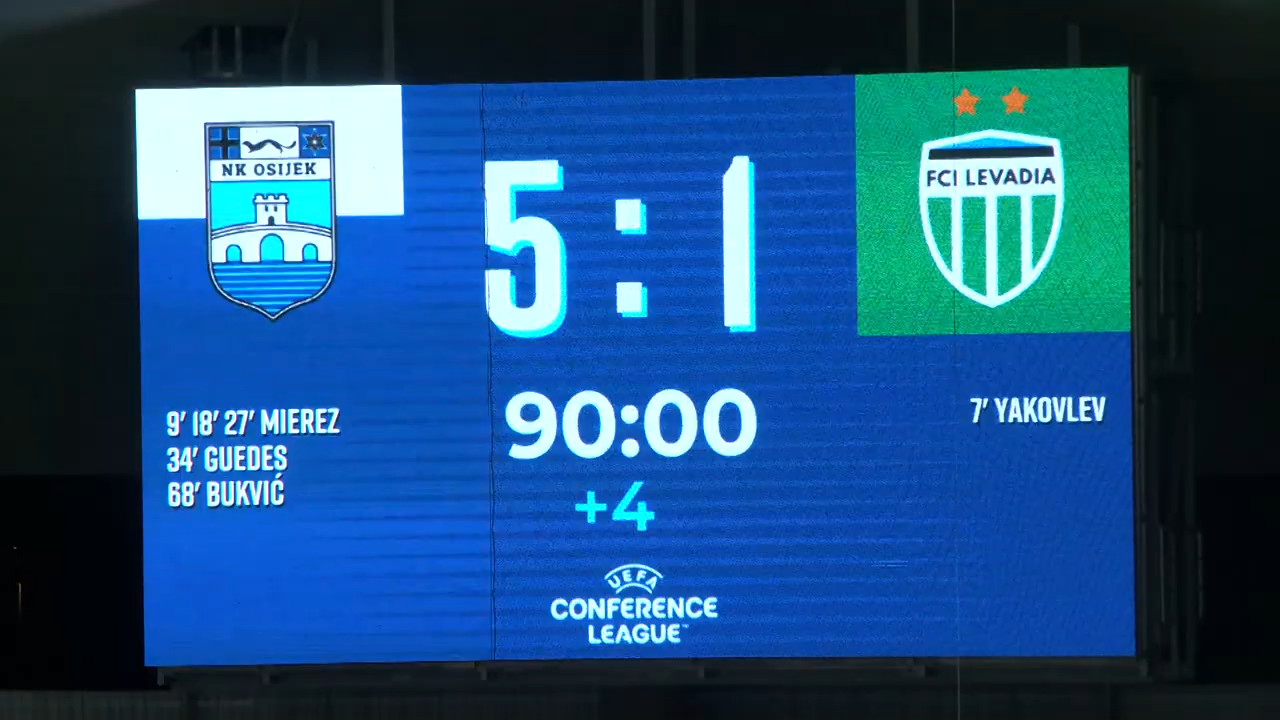 NK OSIJEK
5:1
FCI LEVADIA
9' 18' 27' MIEREZ
34' GUEDES
68' BUKVIĆ
90:00
+4
7' YAKOVLEV
UEFA
CONFERENCE
LEAGUE™